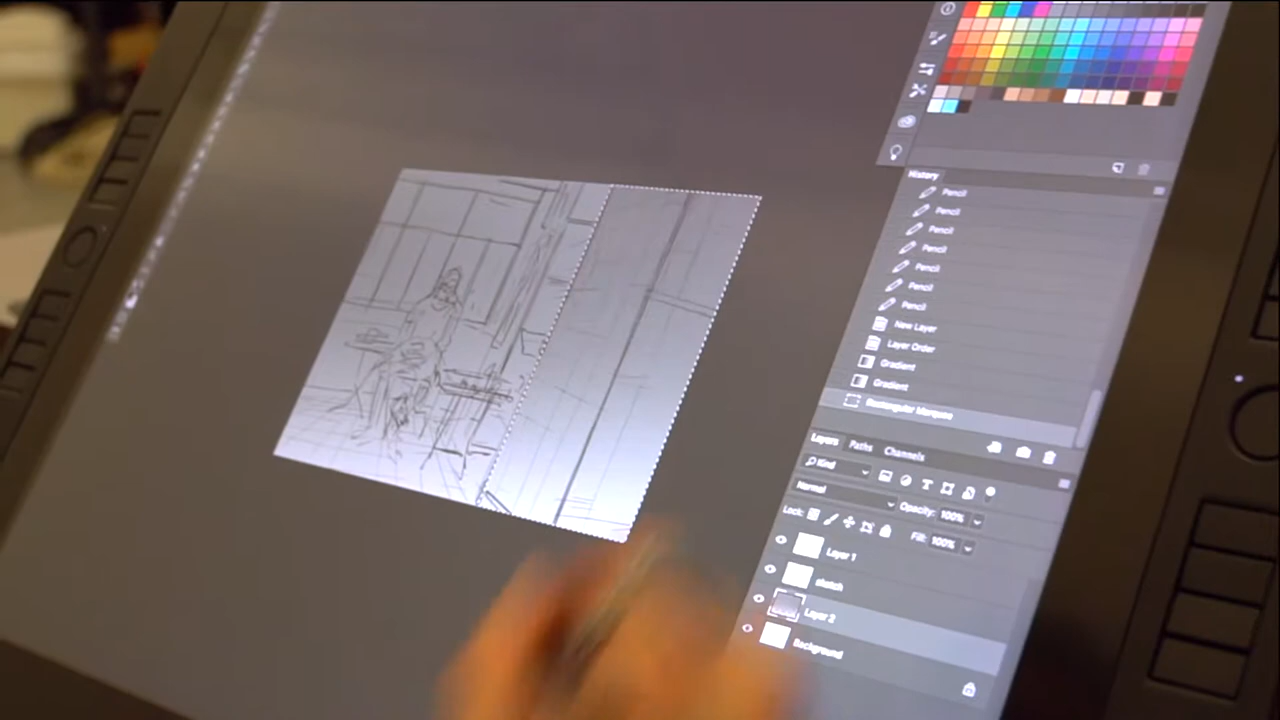 History
Pencil
Pencil
Pencil
Pencil
Pencil
Pencil
Pencil
New Layer
Layer Order
Gradient
Gradient
Rectangular Marquee
Layers Paths Channels
Kind
Normal Opacity: 100%
Lock: Fill: 100%
Layer 1
sketch
Layer 2
Background